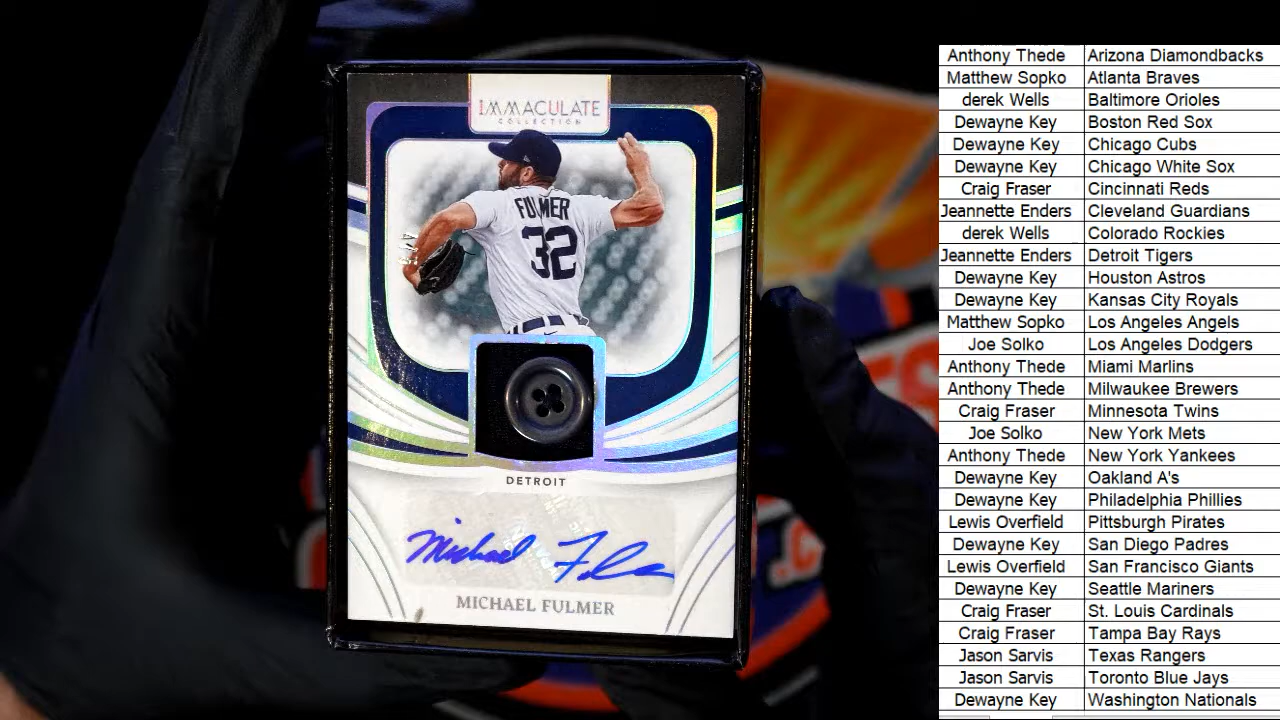 IMMACULATE
COLLECTION
FULMER
32
DETROIT
Michael Fulmer
MICHAEL FULMER
Anthony Thede Arizona Diamondbacks
Matthew Sopko Atlanta Braves
derek Wells Baltimore Orioles
Dewayne Key Boston Red Sox
Dewayne Key Chicago Cubs
Dewayne Key Chicago White Sox
Craig Fraser Cincinnati Reds
Jeannette Enders Cleveland Guardians
derek Wells Colorado Rockies
Jeannette Enders Detroit Tigers
Dewayne Key Houston Astros
Dewayne Key Kansas City Royals
Matthew Sopko Los Angeles Angels
Joe Solko Los Angeles Dodgers
Anthony Thede Miami Marlins
Anthony Thede Milwaukee Brewers
Craig Fraser Minnesota Twins
Joe Solko New York Mets
Anthony Thede New York Yankees
Dewayne Key Oakland A's
Dewayne Key Philadelphia Phillies
Lewis Overfield Pittsburgh Pirates
Dewayne Key San Diego Padres
Lewis Overfield San Francisco Giants
Dewayne Key Seattle Mariners
Craig Fraser St. Louis Cardinals
Craig Fraser Tampa Bay Rays
Jason Sarvis Texas Rangers
Jason Sarvis Toronto Blue Jays
Dewayne Key Washington Nationals